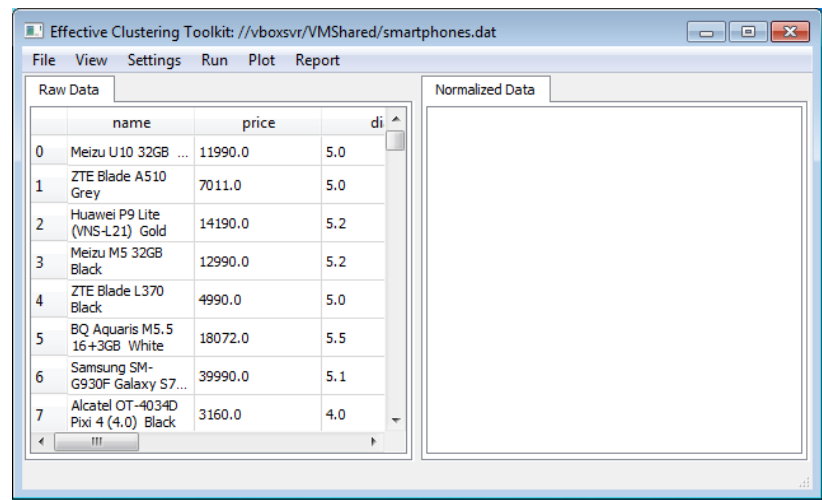 Effective Clustering Toolkit: //vboxsvr/VMShared/smartphones.dat
File View Settings Run Plot Report
Raw Data
Normalized Data
name price di
0 Meizu U10 32GB ... 11990.0 5.0
1 ZTE Blade A510 Grey 7011.0 5.0
2 Huawei P9 Lite (VNS-L21) Gold 14190.0 5.2
3 Meizu M5 32GB Black 12990.0 5.2
4 ZTE Blade L370 Black 4990.0 5.0
5 BQ Aquaris M5.5 16+3GB White 18072.0 5.5
6 Samsung SM-G930F Galaxy S7... 39990.0 5.1
7 Alcatel OT-4034D Pixi 4 (4.0) Black 3160.0 4.0